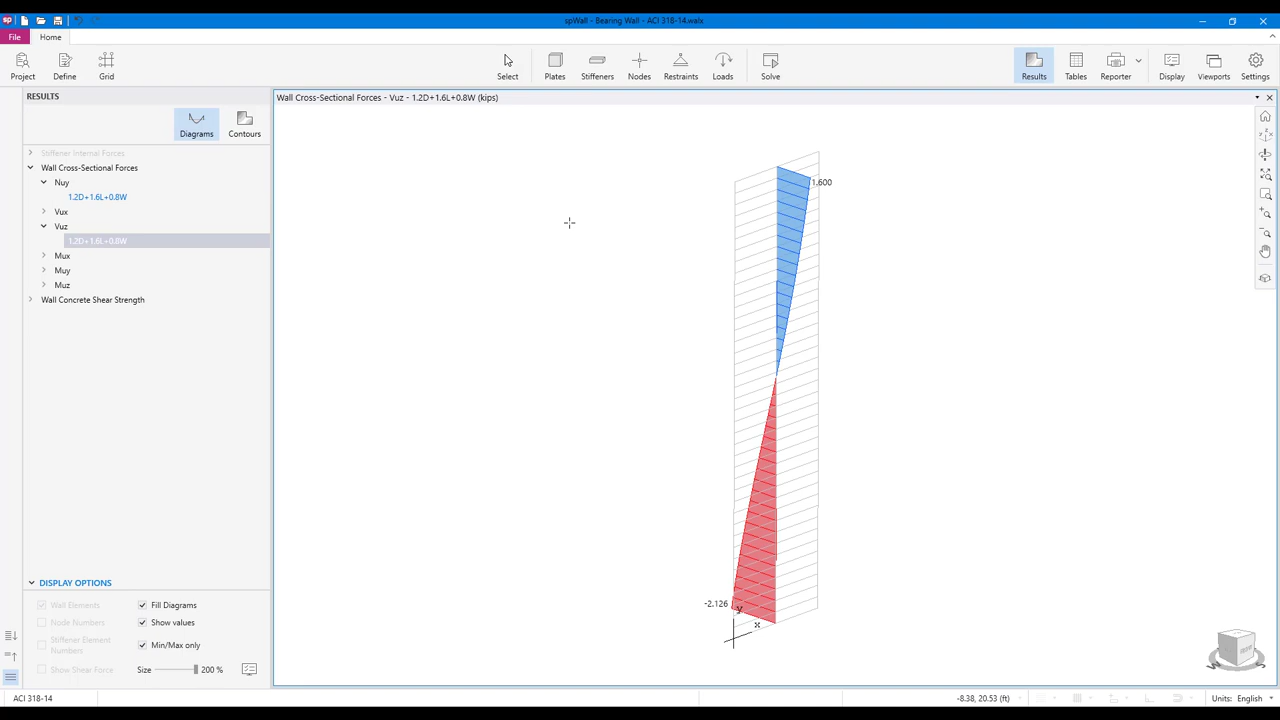 sp
spWall - Bearing Wall - ACI 318-14.walx
File
Home
Project
Define
Grid
Select
Plates
Stiffeners
Nodes
Restraints
Loads
Solve
Results
Tables
Reporter
Display
Viewports
Settings
RESULTS
Diagrams
Contours
Stiffener Internal Forces
Wall Cross-Sectional Forces
Nuy
1.2D+1.6L+0.8W
Vux
Vuz
1.2D+1.6L+0.8W
Mux
Muy
Muz
Wall Concrete Shear Strength
DISPLAY OPTIONS
Wall Elements
Fill Diagrams
Node Numbers
Show values
Stiffener Element
Numbers
Min/Max only
Show Shear Force
Size
200 %
Wall Cross-Sectional Forces - Vuz - 1.2D+1.6L+0.8W (kips)
1.600
-2.126
y
x
ACI 318-14
-8.38, 20.53 (ft)
Units: English